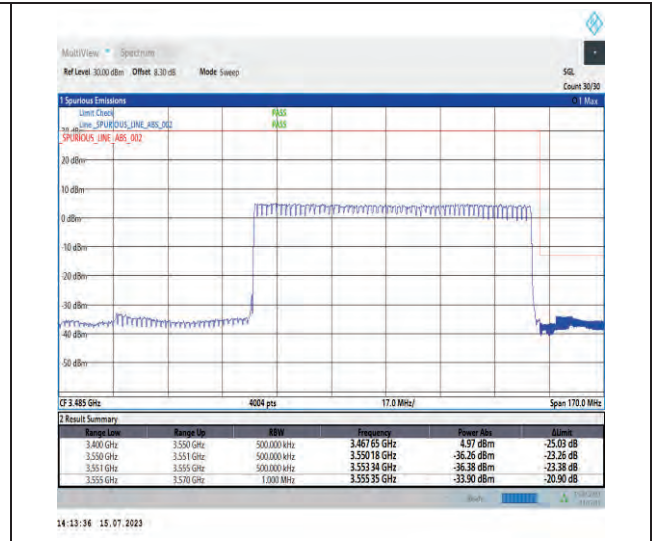 MultiView Spectrum
Ref Level 30.00 dBm Offset 8.30 dB Mode Sweep SGL
Count 30/30
1 Spurious Emissions 1 Max
Limit Check PASS
Line _SPURIOUS_LINE_ABS_002 PASS
_SPURIOUS_LINE_ABS_002
20 dBm
10 dBm
0 dBm
-10 dBm
-20 dBm
-30 dBm
-40 dBm
-50 dBm
CF 3.485 GHz 4004 pts 17.0 MHz/ Span 170.0 MHz
2 Result Summary
Range Low Range Up RBW Frequency Power Abs ΔLimit
3.400 GHz 3.550 GHz 500.000 kHz 3.467 65 GHz 4.97 dBm -25.03 dB
3.550 GHz 3.551 GHz 500.000 kHz 3.550 18 GHz -36.26 dBm -23.26 dB
3.551 GHz 3.555 GHz 500.000 kHz 3.553 34 GHz -36.38 dBm -23.38 dB
3.555 GHz 3.570 GHz 1.000 MHz 3.555 35 GHz -33.90 dBm -20.90 dB
Ready
14:13:36 15.07.2023